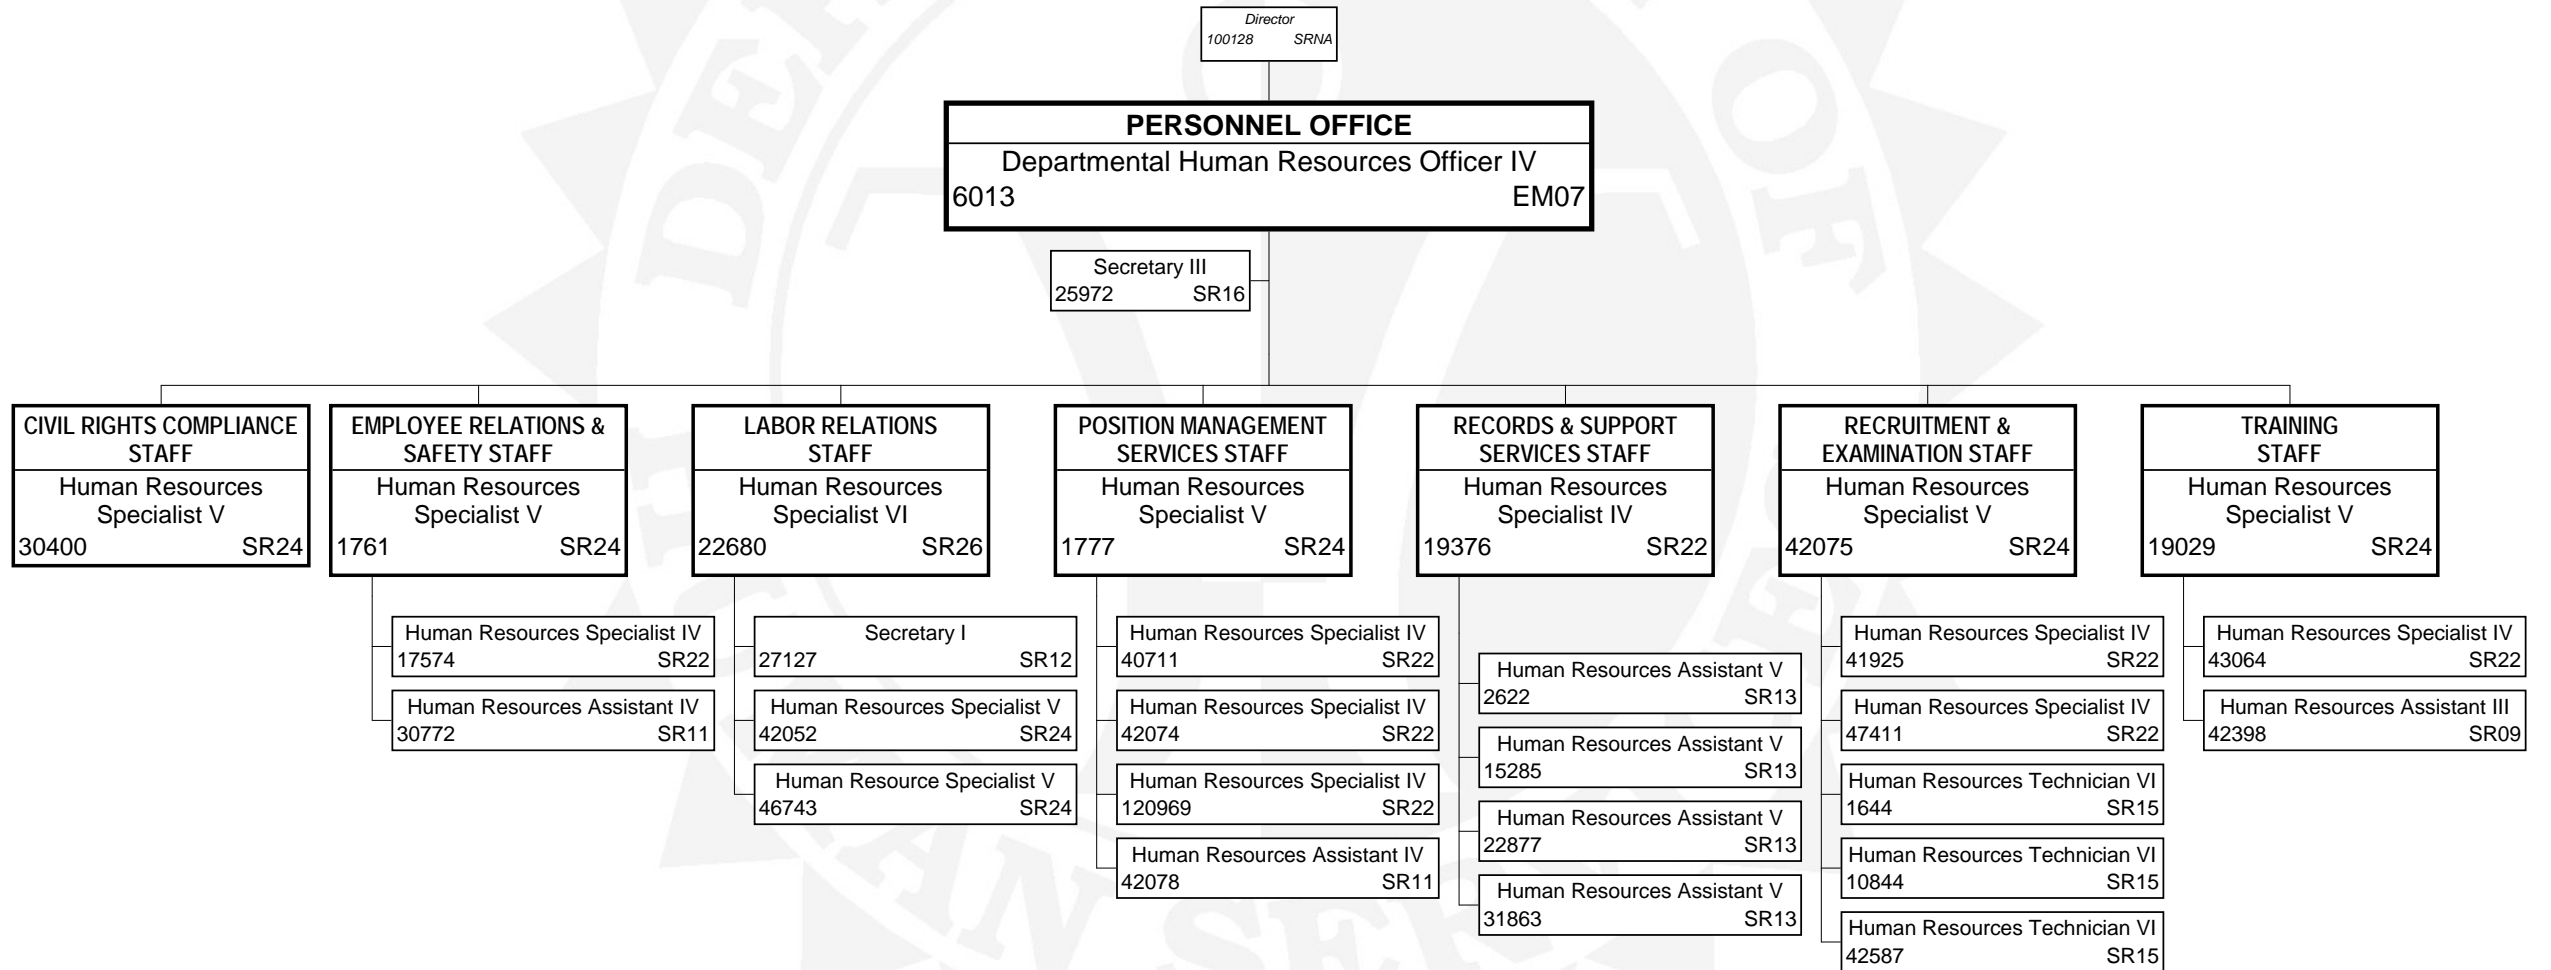 Director
100128 SRNA
PERSONNEL OFFICE
Departmental Human Resources Officer IV
6013 EM07
Secretary III
25972 SR16
CIVIL RIGHTS COMPLIANCE
STAFF
Human Resources
Specialist V
30400 SR24
EMPLOYEE RELATIONS &
SAFETY STAFF
Human Resources
Specialist V
1761 SR24
Human Resources Specialist IV
17574 SR22
Human Resources Assistant IV
30772 SR11
LABOR RELATIONS
STAFF
Human Resources
Specialist VI
22680 SR26
Secretary I
27127 SR12
Human Resources Specialist V
42052 SR24
Human Resource Specialist V
46743 SR24
POSITION MANAGEMENT
SERVICES STAFF
Human Resources
Specialist V
1777 SR24
Human Resources Specialist IV
40711 SR22
Human Resources Specialist IV
42074 SR22
Human Resources Specialist IV
120969 SR22
Human Resources Assistant IV
42078 SR11
RECORDS & SUPPORT
SERVICES STAFF
Human Resources
Specialist IV
19376 SR22
Human Resources Assistant V
2622 SR13
Human Resources Assistant V
15285 SR13
Human Resources Assistant V
22877 SR13
Human Resources Assistant V
31863 SR13
RECRUITMENT &
EXAMINATION STAFF
Human Resources
Specialist V
42075 SR24
Human Resources Specialist IV
41925 SR22
Human Resources Specialist IV
47411 SR22
Human Resources Technician VI
1644 SR15
Human Resources Technician VI
10844 SR15
Human Resources Technician VI
42587 SR15
TRAINING
STAFF
Human Resources
Specialist V
19029 SR24
Human Resources Specialist IV
43064 SR22
Human Resources Assistant III
42398 SR09